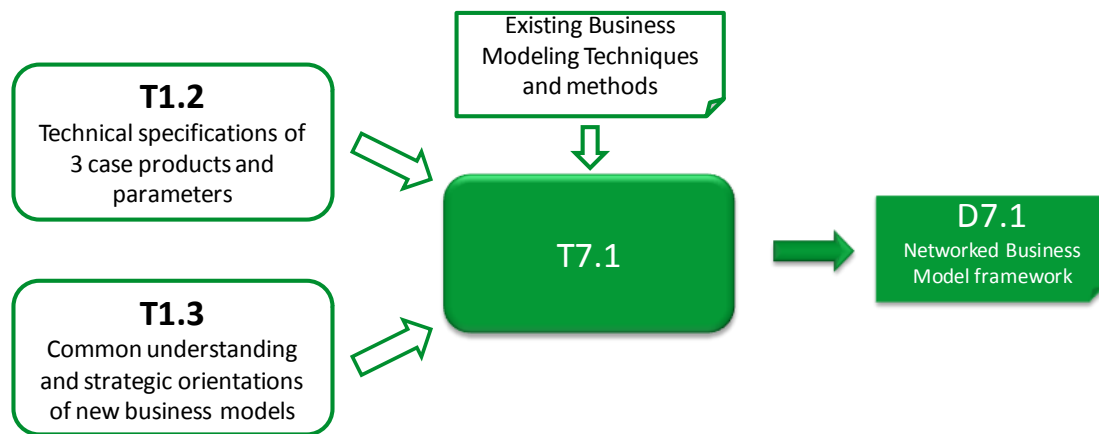 Existing Business
Modeling Techniques
and methods
T1.2
Technical specifications of
3 case products and
parameters
T7.1
D7.1
Networked Business
Model framework
T1.3
Common understanding
and strategic orientations
of new business models